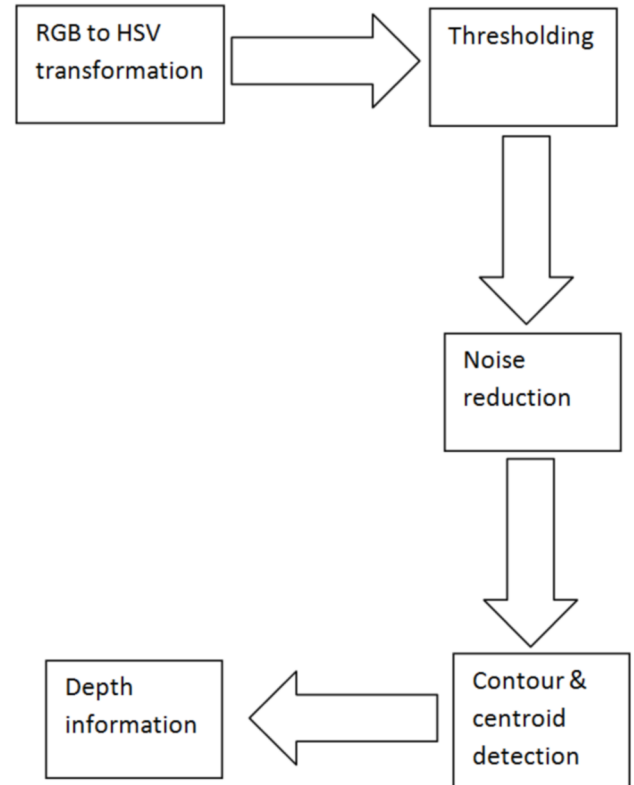 RGB to HSV
transformation
Thresholding
Noise
reduction
Contour &
centroid
detection
Depth
information